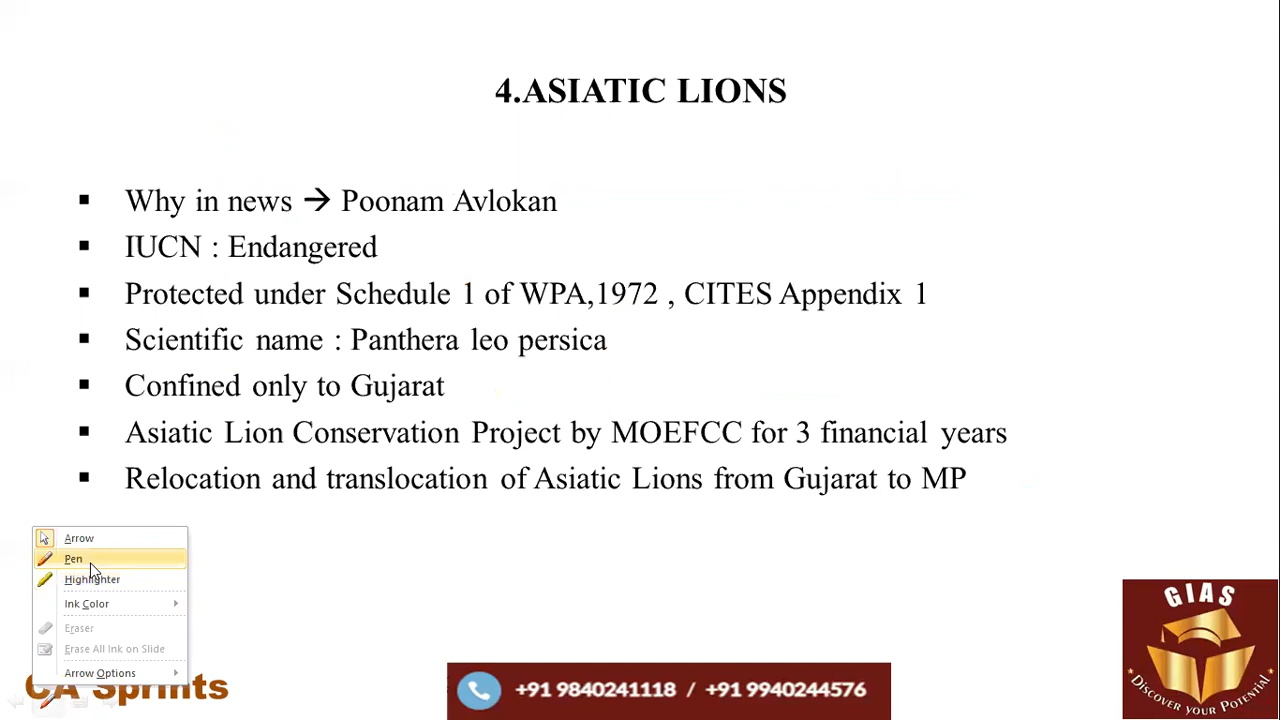 4.ASIATIC LIONS
▪ Why in news → Poonam Avlokan
▪ IUCN : Endangered
▪ Protected under Schedule 1 of WPA,1972 , CITES Appendix 1
▪ Scientific name : Panthera leo persica
▪ Confined only to Gujarat
▪ Asiatic Lion Conservation Project by MOEFCC for 3 financial years
▪ Relocation and translocation of Asiatic Lions from Gujarat to MP
Arrow
Pen
Highlighter
Ink Color
Eraser
Erase All Ink on Slide
Arrow Options
CA Sprints
+91 9840241118 / +91 9940244576
GIAS
DISCOVER YOUR POTENTIAL